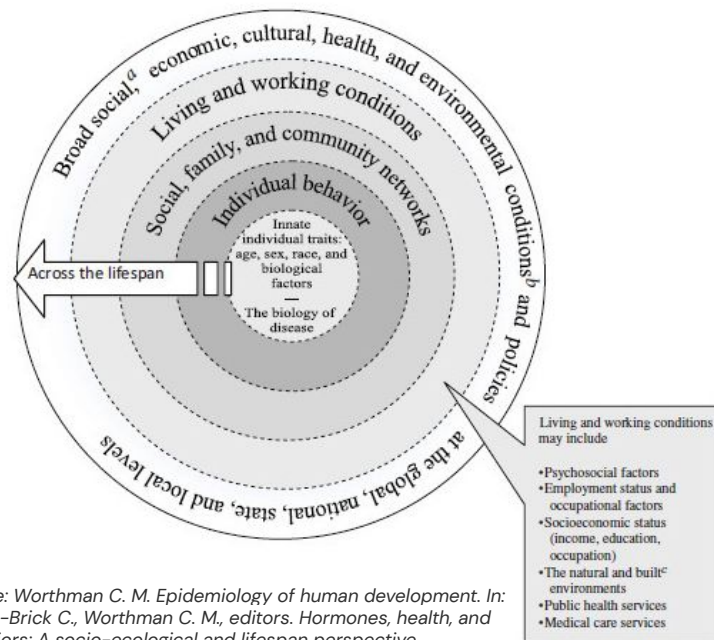 Broad social,a economic, cultural, health, and environmental conditionsb and policies
at the global, national, state, and local levels
Living and working conditions
Social, family, and community networks
Individual behavior
Innate
individual traits:
age, sex, race, and
biological
factors
—
The biology of
disease
Across the lifespan
Living and working conditions
may include
•Psychosocial factors
•Employment status and
occupational factors
•Socioeconomic status
(income, education,
occupation)
•The natural and builtc
environments
•Public health services
•Medical care services
: Worthman C. M. Epidemiology of human development. In:
-Brick C., Worthman C. M., editors. Hormones, health, and
A socio-ecological and lifespan perspective